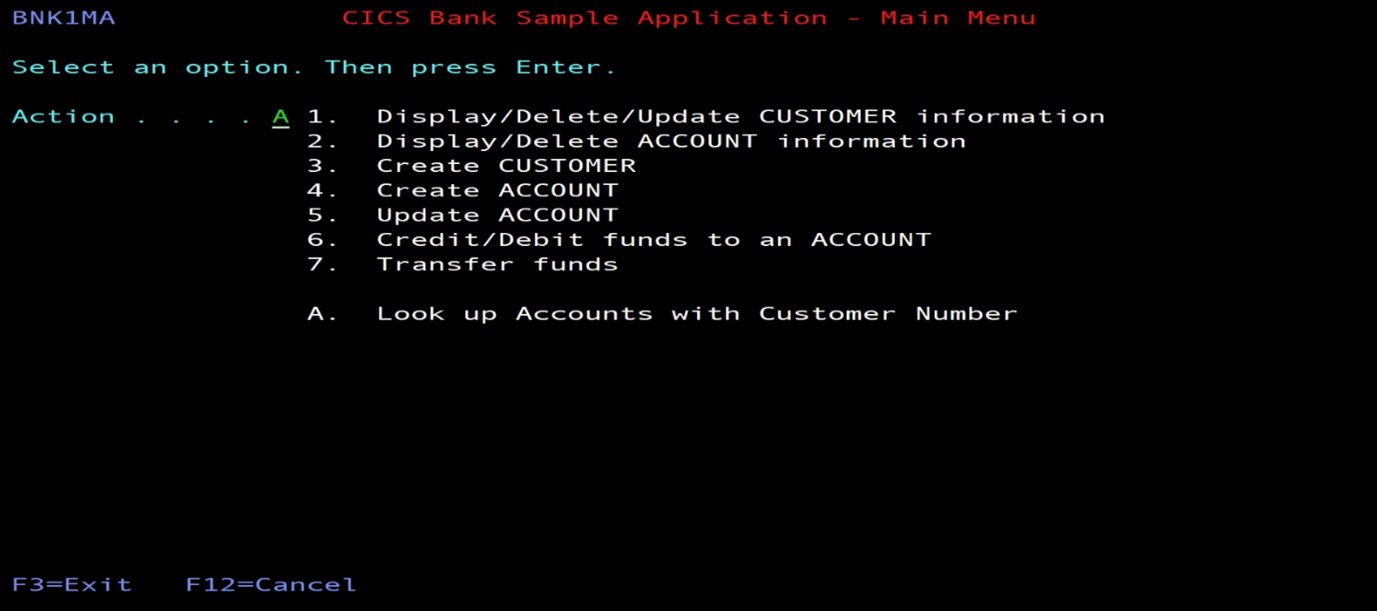 BNK1MA CICS Bank Sample Application - Main Menu
Select an option. Then press Enter.
Action . . . . A 1. Display/Delete/Update CUSTOMER information
2. Display/Delete ACCOUNT information
3. Create CUSTOMER
4. Create ACCOUNT
5. Update ACCOUNT
6. Credit/Debit funds to an ACCOUNT
7. Transfer funds
A. Look up Accounts with Customer Number
F3=Exit F12=Cancel